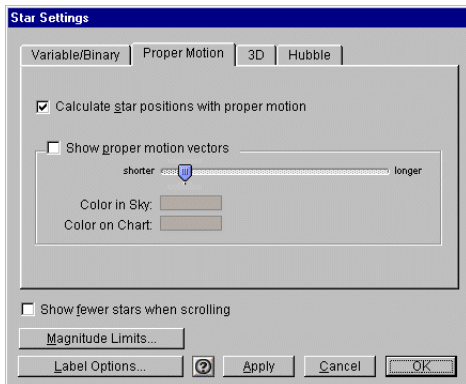 Star Settings
Variable/Binary Proper Motion 3D Hubble
Calculate star positions with proper motion
Show proper motion vectors
shorter longer
Color in Sky:
Color on Chart:
Show fewer stars when scrolling
Magnitude Limits...
Label Options... ? Apply Cancel OK